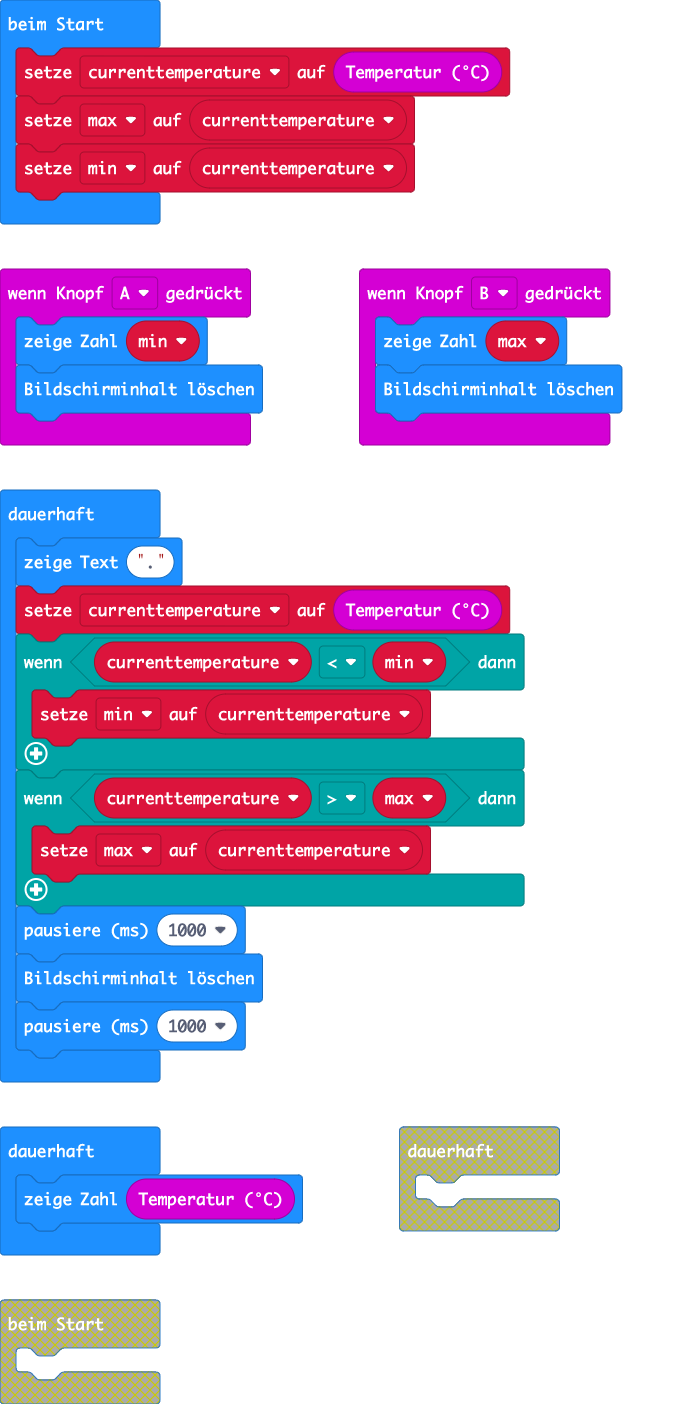 beim Start
setze currenttemperature auf Temperatur (°C)
setze max auf currenttemperature
setze min auf currenttemperature
wenn Knopf A gedrückt
zeige Zahl min
Bildschirminhalt löschen
wenn Knopf B gedrückt
zeige Zahl max
Bildschirminhalt löschen
dauerhaft
zeige Text "."
setze currenttemperature auf Temperatur (°C)
wenn currenttemperature < min dann
setze min auf currenttemperature
wenn currenttemperature > max dann
setze max auf currenttemperature
pausiere (ms) 1000
Bildschirminhalt löschen
pausiere (ms) 1000
dauerhaft
zeige Zahl Temperatur (°C)
dauerhaft
beim Start